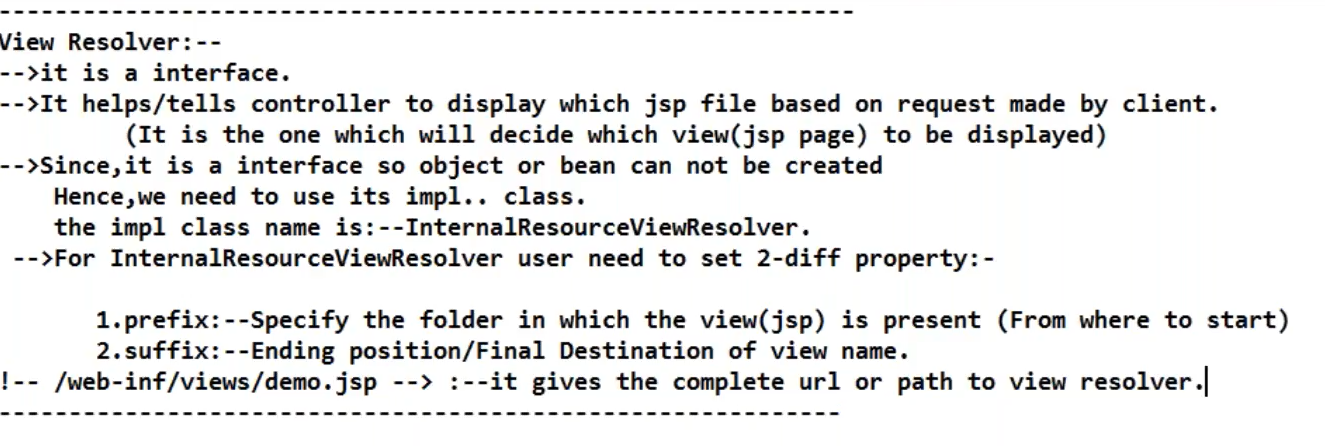 -------------------------------------------------------------
View Resolver:--
-->it is a interface.
-->It helps/tells controller to display which jsp file based on request made by client.
(It is the one which will decide which view(jsp page) to be displayed)
-->Since,it is a interface so object or bean can not be created
Hence,we need to use its impl.. class.
the impl class name is:--InternalResourceViewResolver.
-->For InternalResourceViewResolver user need to set 2-diff property:-
1.prefix:--Specify the folder in which the view(jsp) is present (From where to start)
2.suffix:--Ending position/Final Destination of view name.
!-- /web-inf/views/demo.jsp --> :--it gives the complete url or path to view resolver.
------------------------------------------------------------